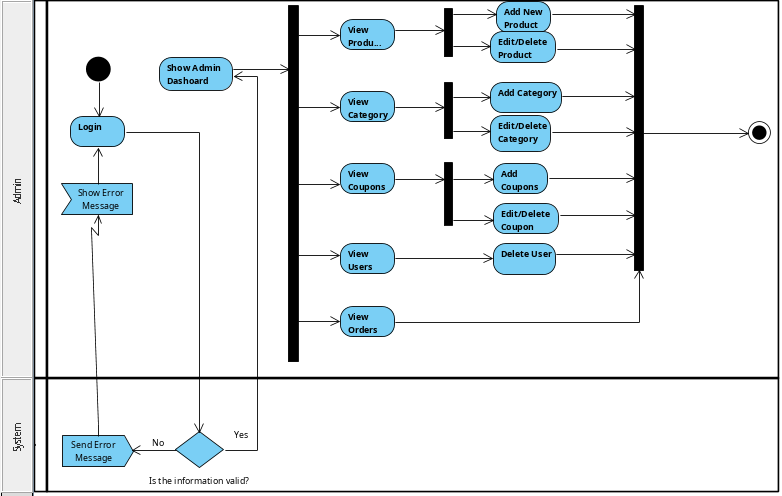 Admin
Login
Show Error
Message
Show Admin
Dashoard
View
Produ...
Add New
Product
Edit/Delete
Product
View
Category
Add Category
Edit/Delete
Category
View
Coupons
Add
Coupons
Edit/Delete
Coupon
View
Users
Delete User
View
Orders
System
Send Error
Message
No
Yes
Is the information valid?